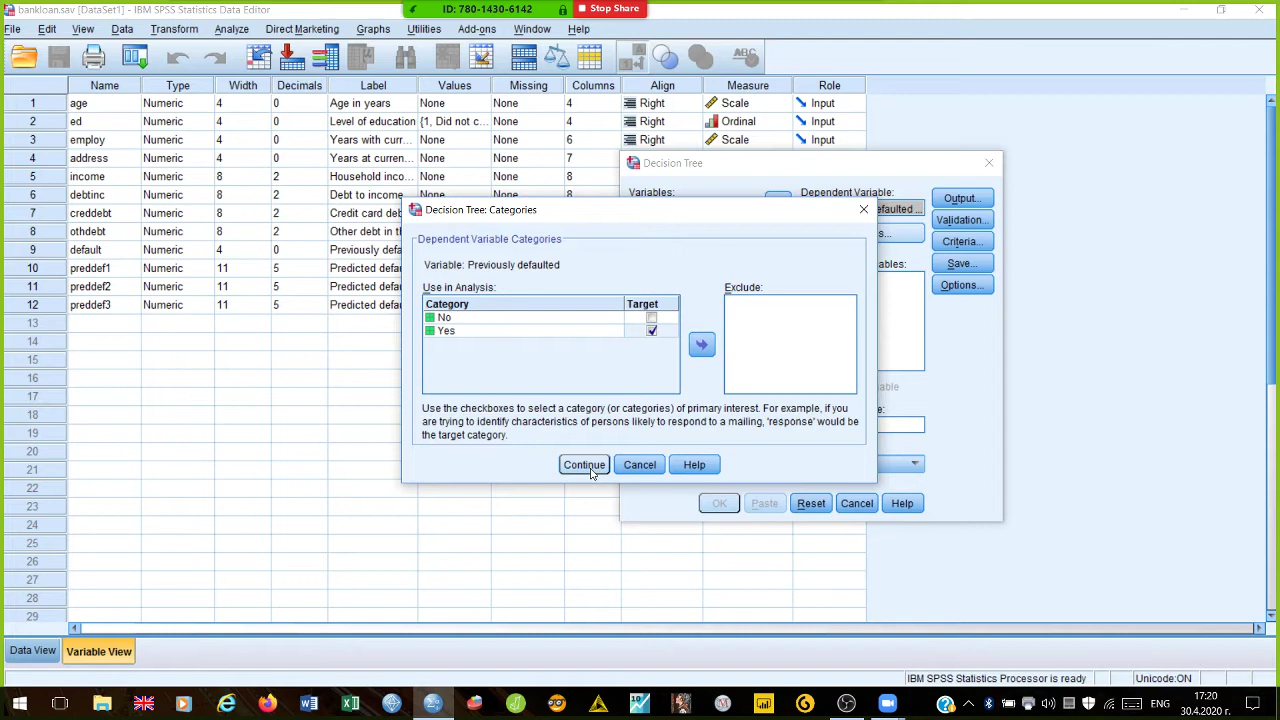 bankloan.sav [DataSet1] - IBM SPSS Statistics Data Editor
ID: 780-1430-6142 Stop Share
File Edit View Data Transform Analyze Direct Marketing Graphs Utilities Add-ons Window Help
Name Type Width Decimals Label Values Missing Columns Align Measure Role
1 age Numeric 4 0 Age in years None None 4 Right Scale Input
2 ed Numeric 4 0 Level of education {1, Did not c... None 4 Right Ordinal Input
3 employ Numeric 4 0 Years with curr... None None 6 Right Scale Input
4 address Numeric 4 0 Years at curren... None None 7
5 income Numeric 8 2 Household inco... None None 8
6 debtinc Numeric 8 2 Debt to income None None 8
7 creddebt Numeric 8 2 Credit card deb
8 othdebt Numeric 8 2 Other debt in th
9 default Numeric 4 0 Previously defa
10 preddef1 Numeric 11 5 Predicted defau
11 preddef2 Numeric 11 5 Predicted defau
12 preddef3 Numeric 11 5 Predicted defau
13
14
15
16
17
18
19
20
21
22
23
24
25
26
27
28
29
Decision Tree
Variables: Dependent Variable:
efaulted ...
s...
ables:
able
e:
Output...
Validation...
Criteria...
Save...
Options...
OK Paste Reset Cancel Help
Decision Tree: Categories
Dependent Variable Categories
Variable: Previously defaulted
Use in Analysis: Exclude:
Category Target
No
Yes
Use the checkboxes to select a category (or categories) of primary interest. For example, if you
are trying to identify characteristics of persons likely to respond to a mailing, 'response' would be
the target category.
Continue Cancel Help
Data View Variable View
IBM SPSS Statistics Processor is ready Unicode:ON
17:20
30.4.2020 г.